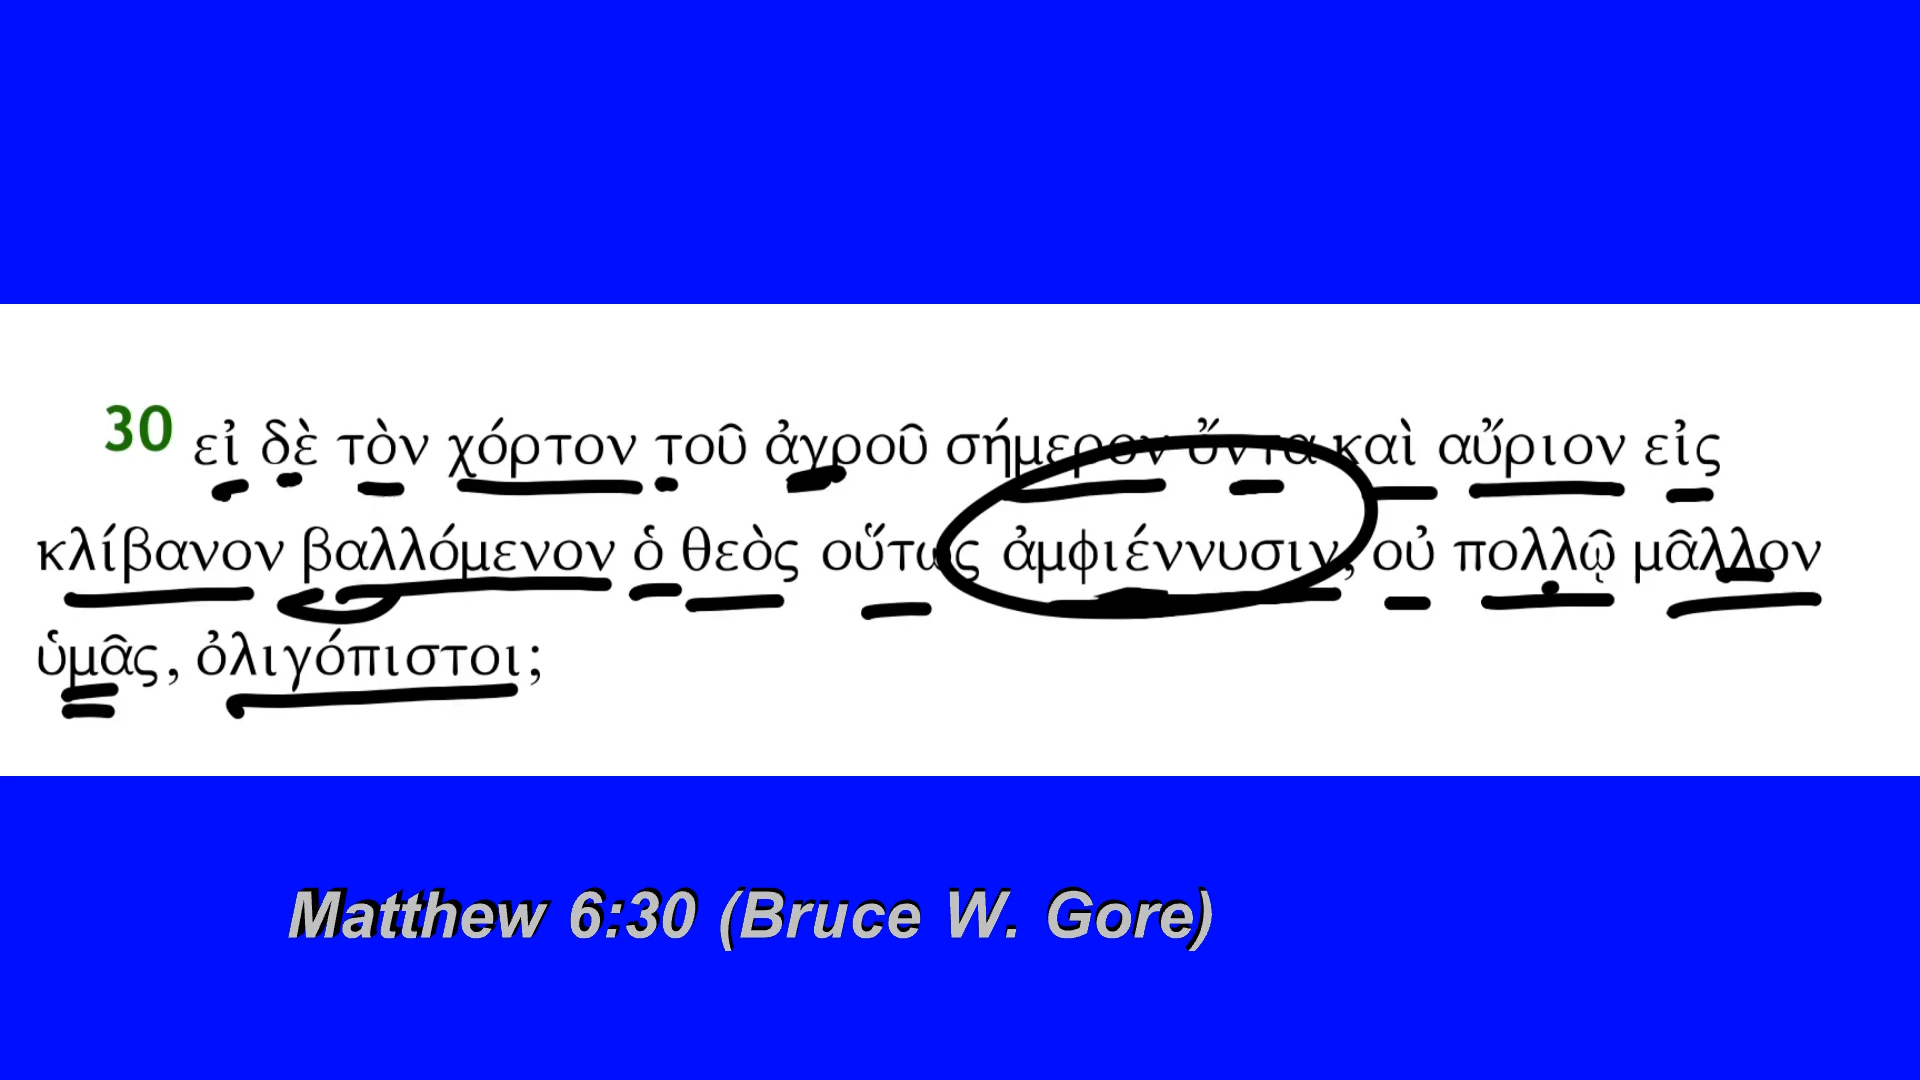 30 εἰ δὲ τὸν χόρτον τοῦ ἀγροῦ σήμερον ὄντα καὶ αὔριον εἰς
κλίβανον βαλλόμενον ὁ θεὸς οὕτως ἀμφιέννυσιν, οὐ πολλῷ μᾶλλον
ὑμᾶς, ὀλιγόπιστοι;
Matthew 6:30 (Bruce W. Gore)